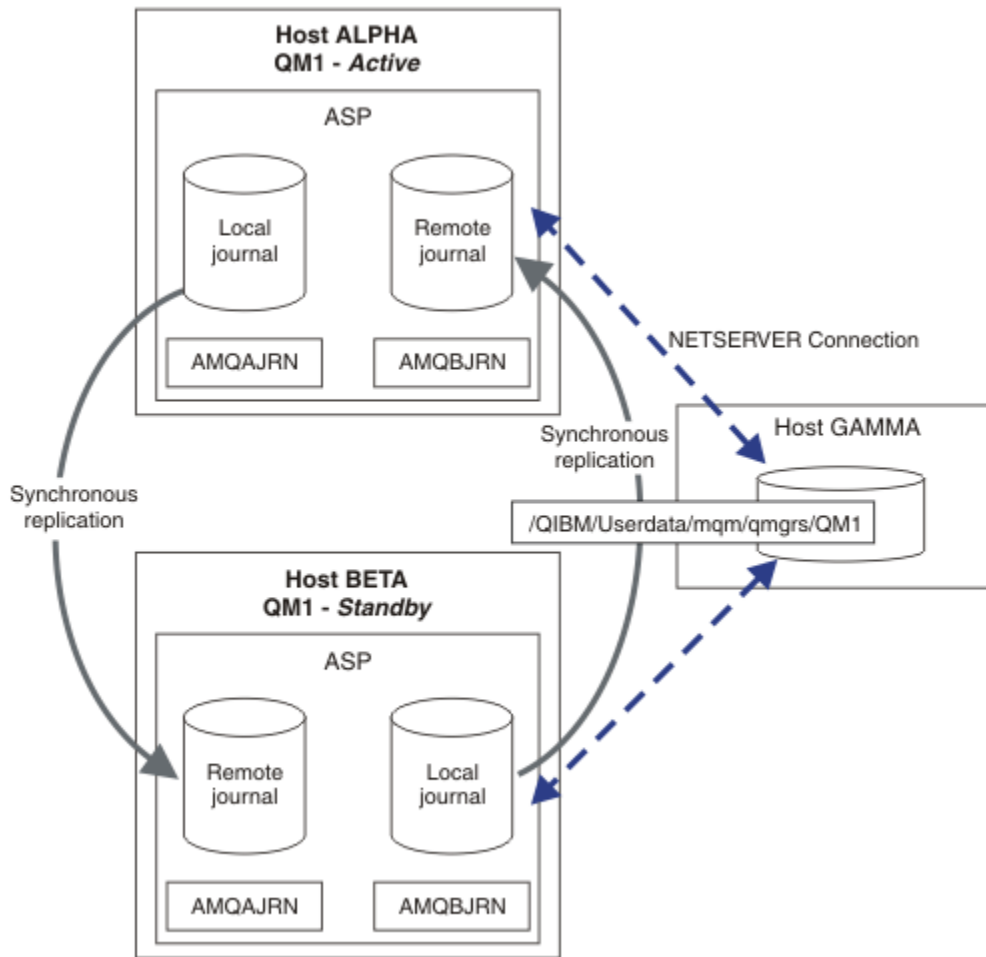 Host ALPHA
QM1 - Active
ASP
Local
journal
Remote
journal
AMQAJRN
AMQBJRN
NETSERVER Connection
Host GAMMA
/QIBM/Userdata/mqm/qmgrs/QM1
Synchronous
replication
Synchronous
replication
Host BETA
QM1 - Standby
ASP
Remote
journal
Local
journal
AMQAJRN
AMQBJRN